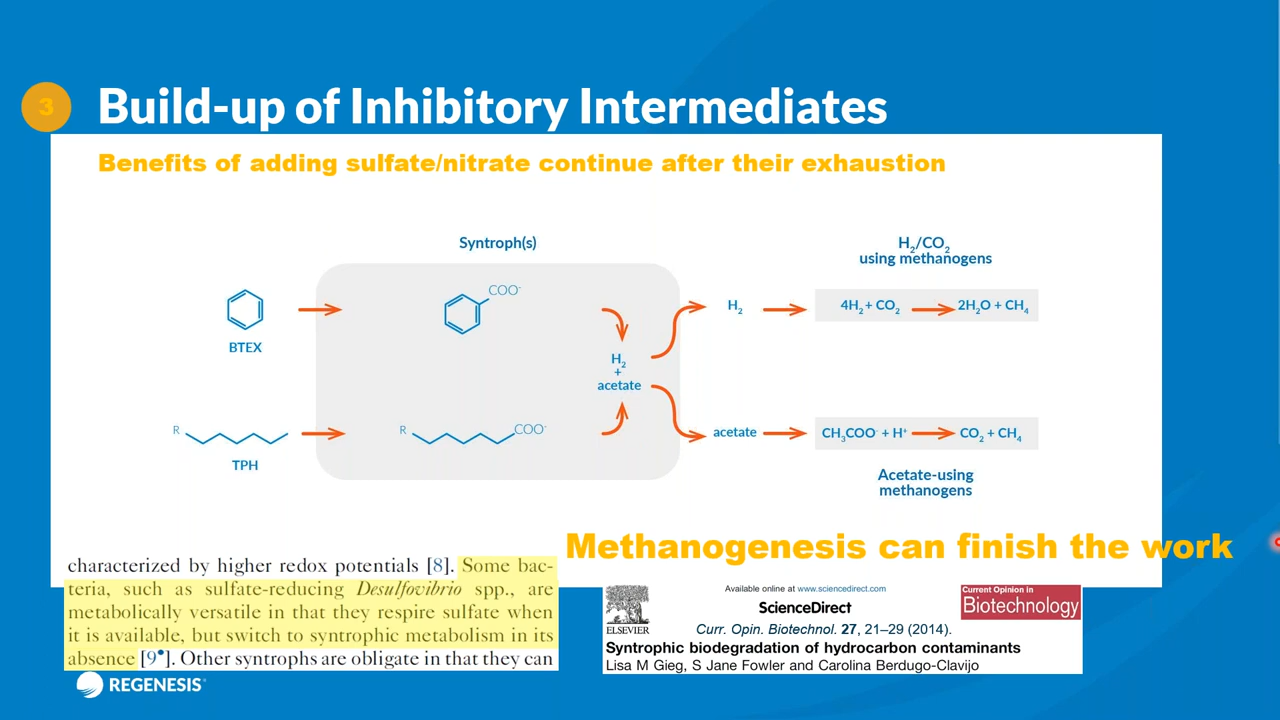 3
Build-up of Inhibitory Intermediates
Benefits of adding sulfate/nitrate continue after their exhaustion
Syntroph(s)
H₂/CO₂
using methanogens
COO⁻
BTEX
H₂
+
acetate
H₂
4H₂ + CO₂ → 2H₂O + CH₄
R
TPH
R
COO⁻
acetate
CH₃COO⁻ + H⁺ → CO₂ + CH₄
Acetate-using
methanogens
Methanogenesis can finish the work
characterized by higher redox potentials [8]. Some bac-
teria, such as sulfate-reducing Desulfovibrio spp., are
metabolically versatile in that they respire sulfate when
it is available, but switch to syntrophic metabolism in its
absence [9•]. Other syntrophs are obligate in that they can
ELSEVIER
Available online at www.sciencedirect.com
ScienceDirect
Current Opinion in
Biotechnology
Curr. Opin. Biotechnol. 27, 21–29 (2014).
Syntrophic biodegradation of hydrocarbon contaminants
Lisa M Gieg, S Jane Fowler and Carolina Berdugo-Clavijo
REGENESIS